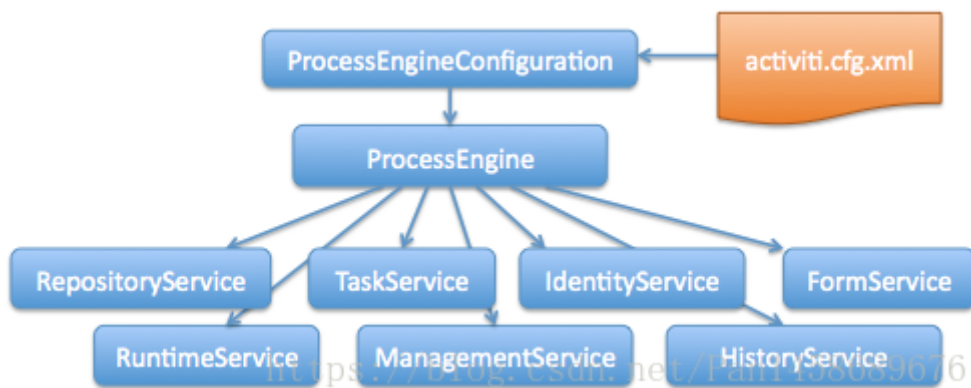 ProcessEngineConfiguration
activiti.cfg.xml
ProcessEngine
RepositoryService
TaskService
IdentityService
FormService
RuntimeService
ManagementService
HistoryService